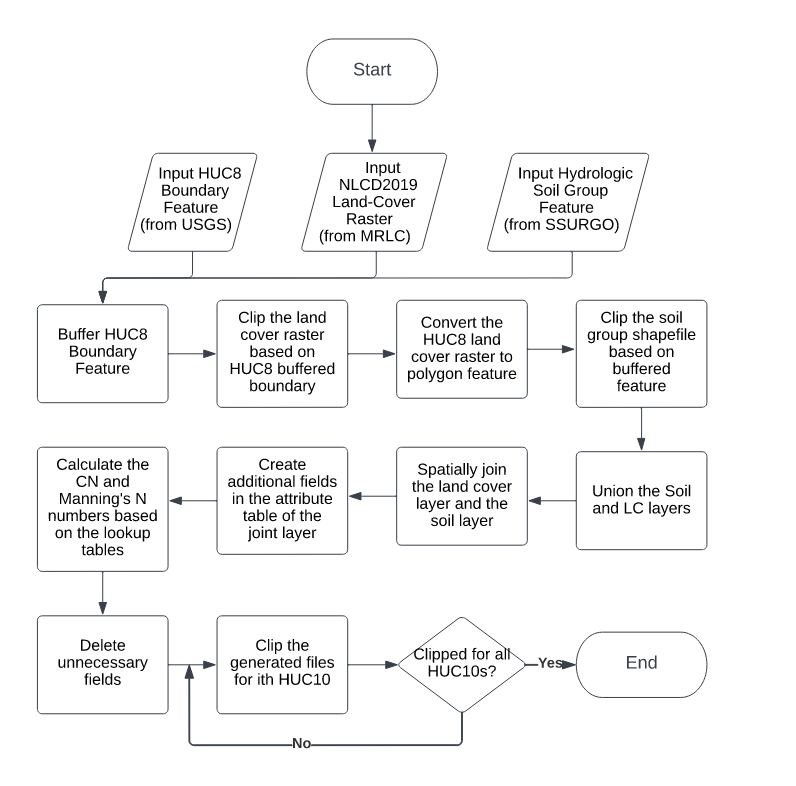 Start
Input HUC8
Boundary
Feature
(from USGS)
Input
NLCD2019
Land-Cover
Raster
(from MRLC)
Input Hydrologic
Soil Group
Feature
(from SSURGO)
Buffer HUC8
Boundary
Feature
Clip the land
cover raster
based on
HUC8 buffered
boundary
Convert the
HUC8 land
cover raster to
polygon feature
Clip the soil
group shapefile
based on
buffered
feature
Union the Soil
and LC layers
Spatially join
the land cover
layer and the
soil layer
Create
additional fields
in the attribute
table of the
joint layer
Calculate the
CN and
Manning's N
numbers based
on the lookup
tables
Delete
unnecessary
fields
Clip the
generated files
for ith HUC10
Clipped for all
HUC10s?
Yes
End
No